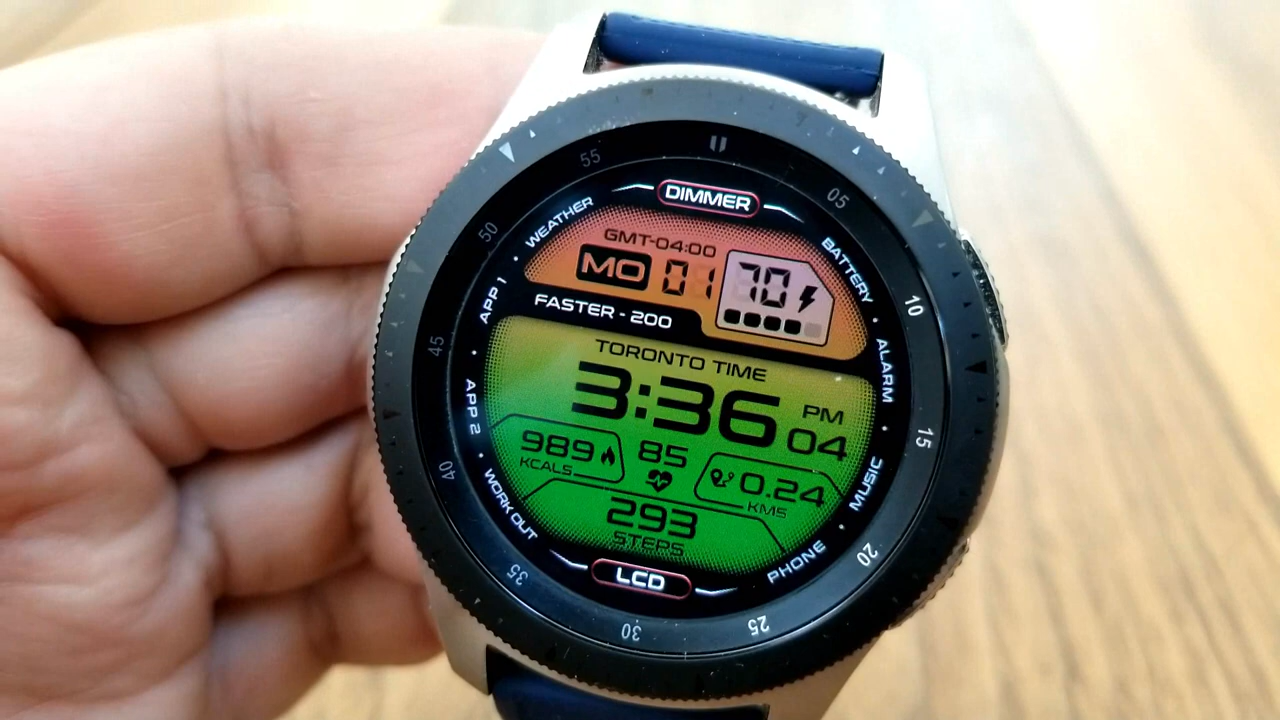 55
05
50
10
45
15
40
20
35
25
30
DIMMER
WEATHER
BATTERY
APP 1
ALARM
APP 2
MUSIC
WORK OUT
PHONE
GMT-04:00
MO 01 70
FASTER - 200
TORONTO TIME
3:36 PM 04
989 KCALS
85
0.24 KMS
293
STEPS
LCD